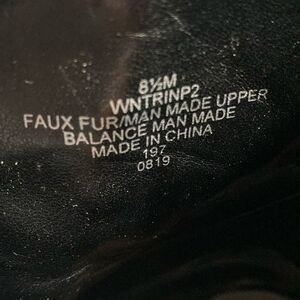 8½M
WNTRINP2
FAUX FUR/MAN MADE UPPER
BALANCE MAN MADE
MADE IN CHINA
197
0819